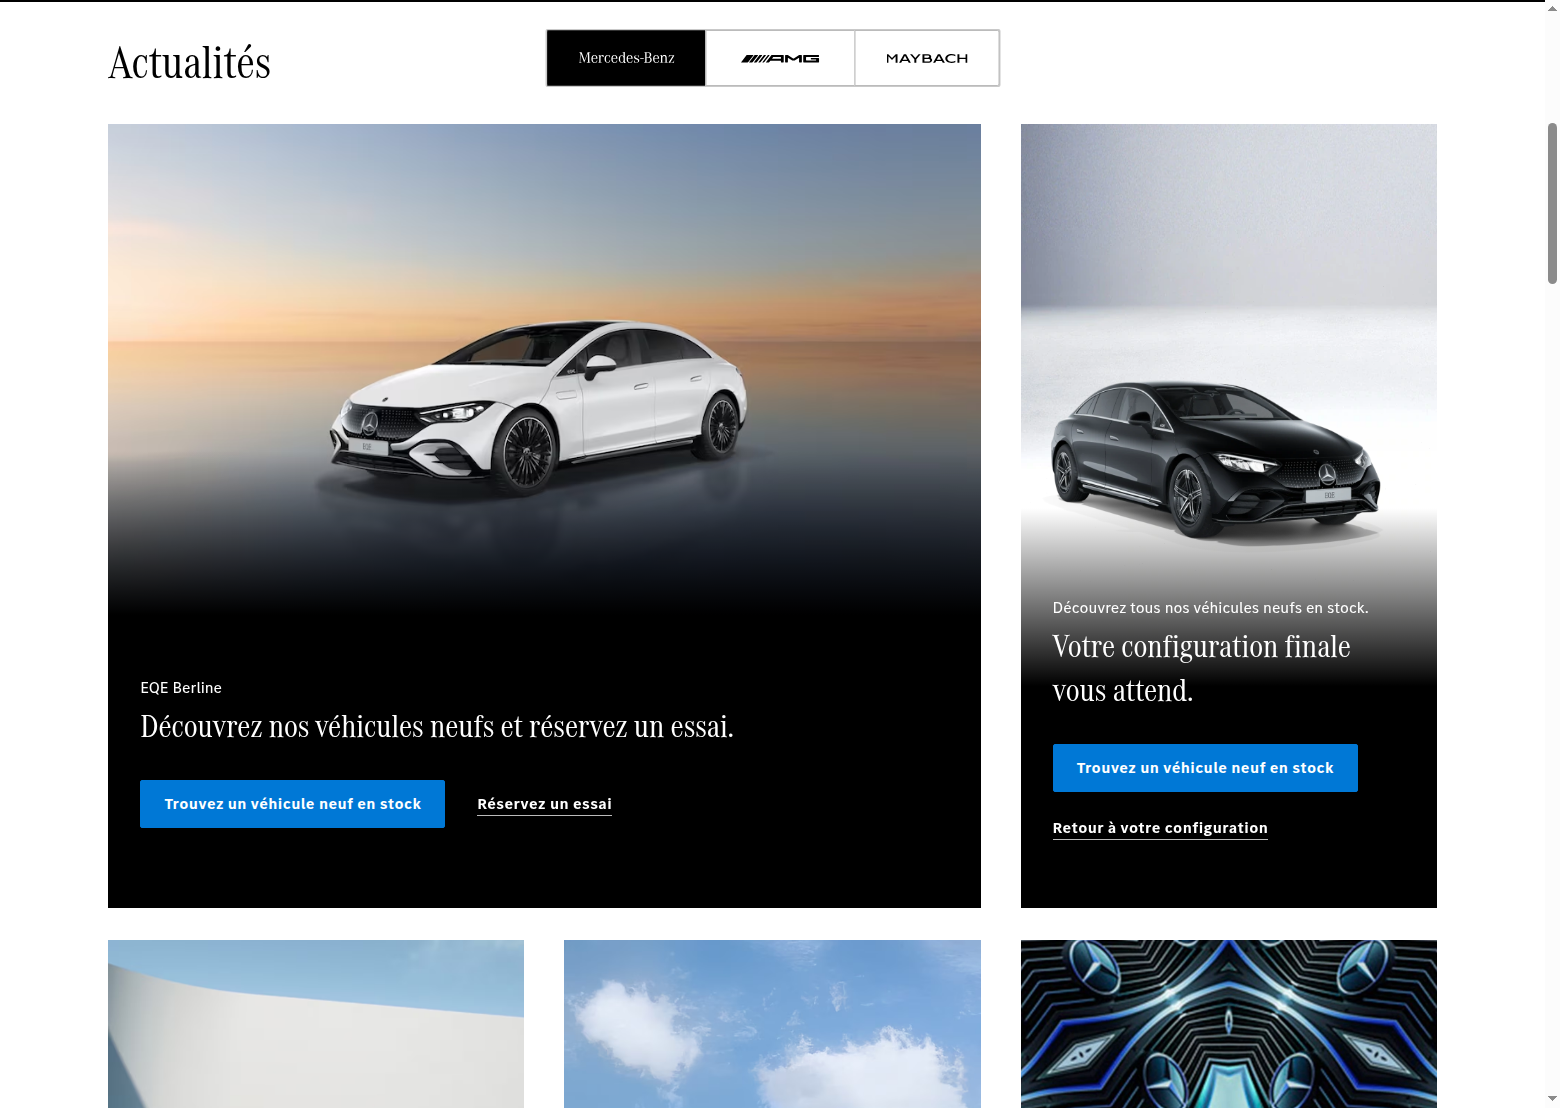 Actualités
Mercedes-Benz
AMG
MAYBACH
EQE Berline
Découvrez nos véhicules neufs et réservez un essai.
Trouvez un véhicule neuf en stock
Réservez un essai
Découvrez tous nos véhicules neufs en stock.
Votre configuration finale
vous attend.
Trouvez un véhicule neuf en stock
Retour à votre configuration